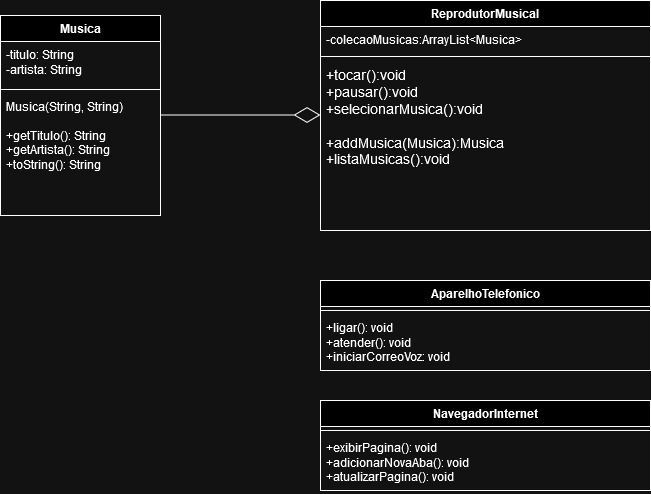 Musica
-titulo: String
-artista: String
Musica(String, String)
+getTitulo(): String
+getArtista(): String
+toString(): String
ReprodutorMusical
-colecaoMusicas:ArrayList<Musica>
+tocar():void
+pausar():void
+selecionarMusica():void
+addMusica(Musica):Musica
+listaMusicas():void
AparelhoTelefonico
+ligar(): void
+atender(): void
+iniciarCorreoVoz: void
NavegadorInternet
+exibirPagina(): void
+adicionarNovaAba(): void
+atualizarPagina(): void